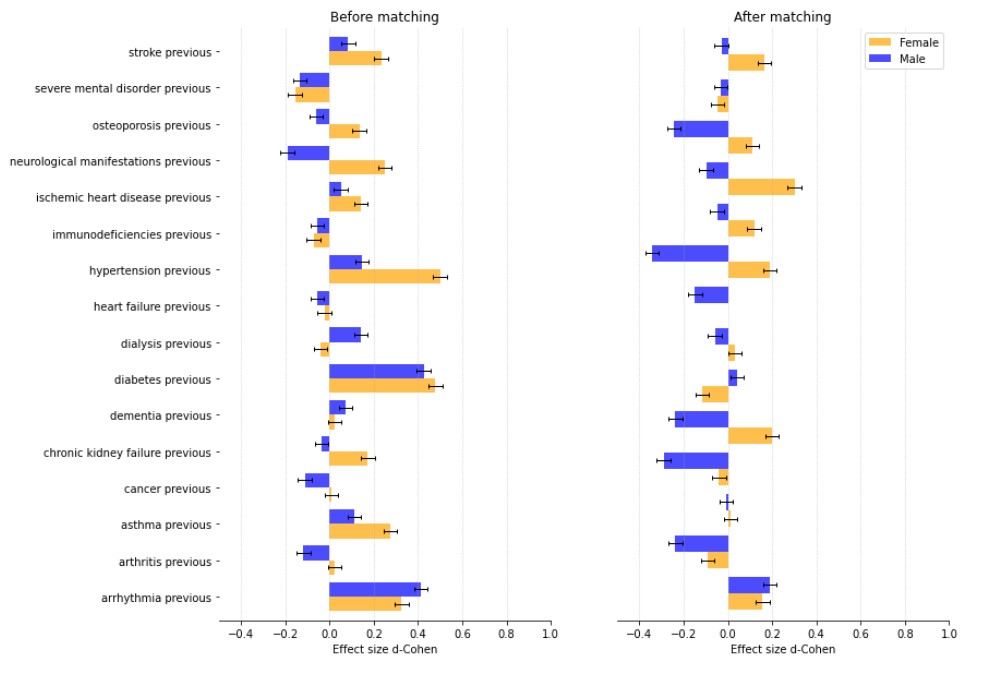 Before matching
After matching
Female
Male
stroke previous
severe mental disorder previous
osteoporosis previous
neurological manifestations previous
ischemic heart disease previous
immunodeficiencies previous
hypertension previous
heart failure previous
dialysis previous
diabetes previous
dementia previous
chronic kidney failure previous
cancer previous
asthma previous
arthritis previous
arrhythmia previous
−0.4 −0.2 0.0 0.2 0.4 0.6 0.8 1.0
Effect size d-Cohen
−0.4 −0.2 0.0 0.2 0.4 0.6 0.8 1.0
Effect size d-Cohen